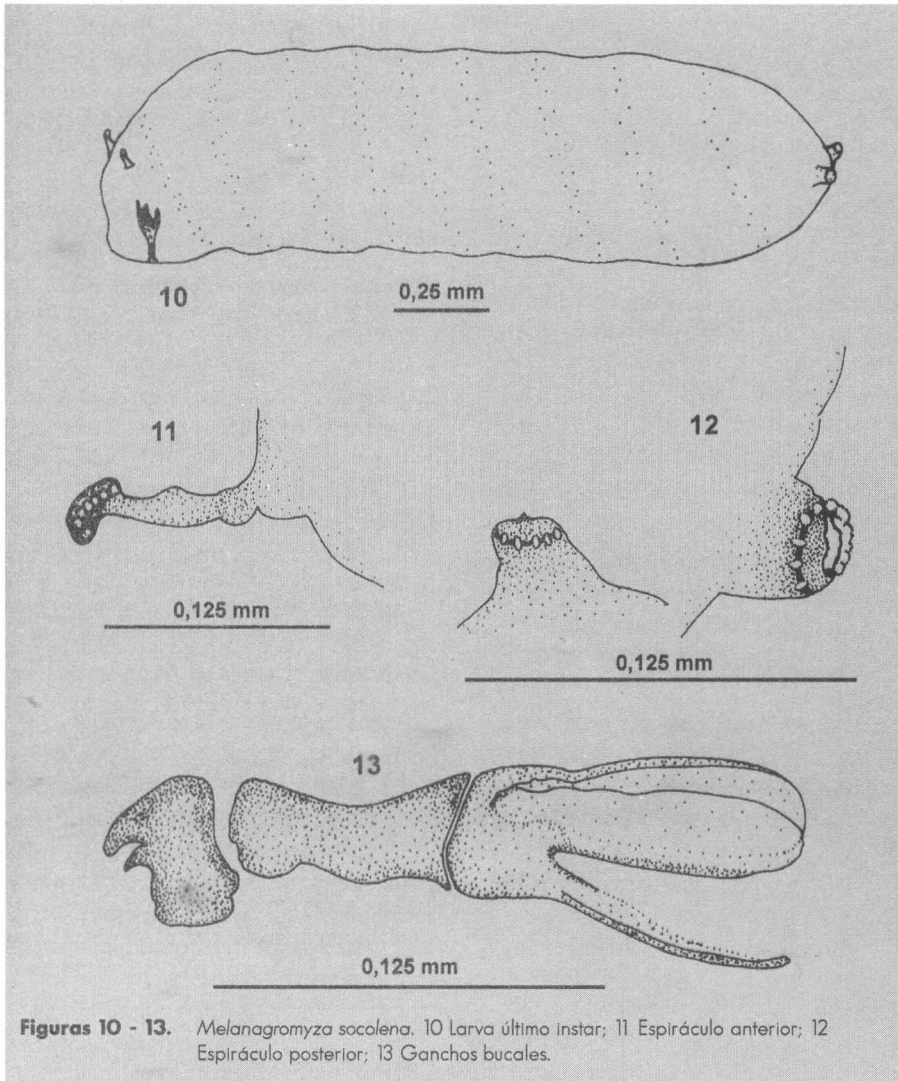 10
0,25 mm
11
12
0,125 mm
0,125 mm
13
0,125 mm
Figuras 10 - 13. Melanagromyza socolena. 10 Larva último instar; 11 Espiráculo anterior; 12
Espiráculo posterior; 13 Ganchos bucales.